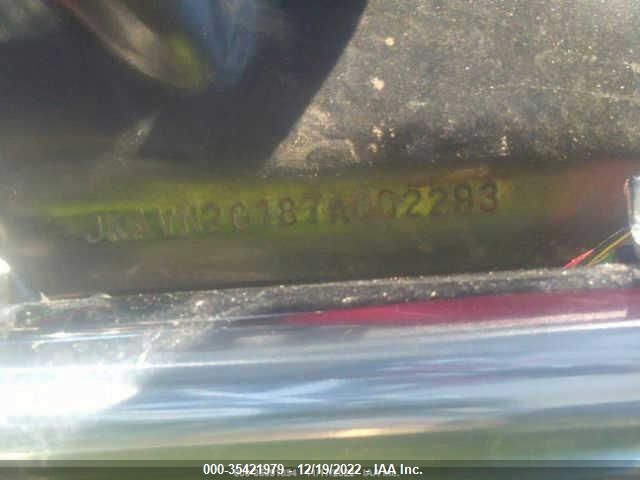 JKAVN2C187A002293
000-35421979 - 12/19/2022 - IAA Inc.